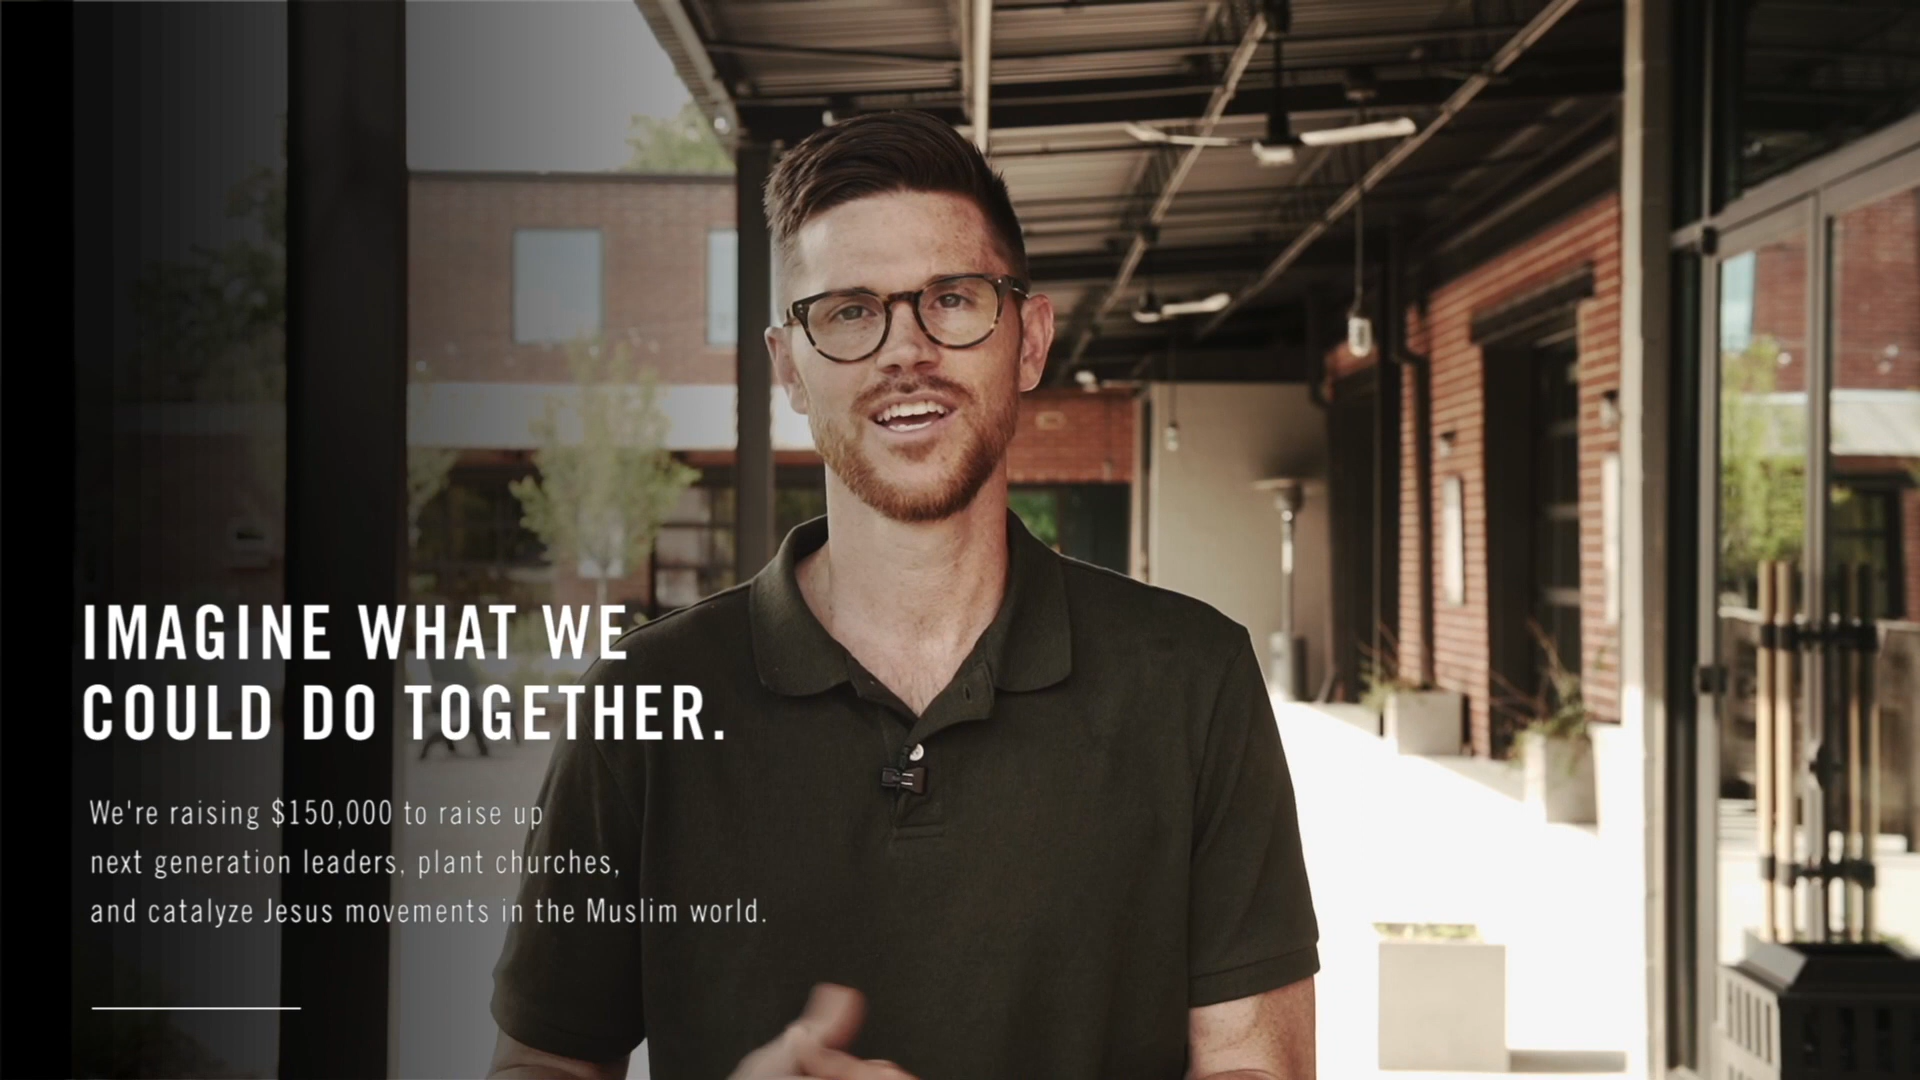 IMAGINE WHAT WE
COULD DO TOGETHER.
We're raising $150,000 to raise up
next generation leaders, plant churches,
and catalyze Jesus movements in the Muslim world.